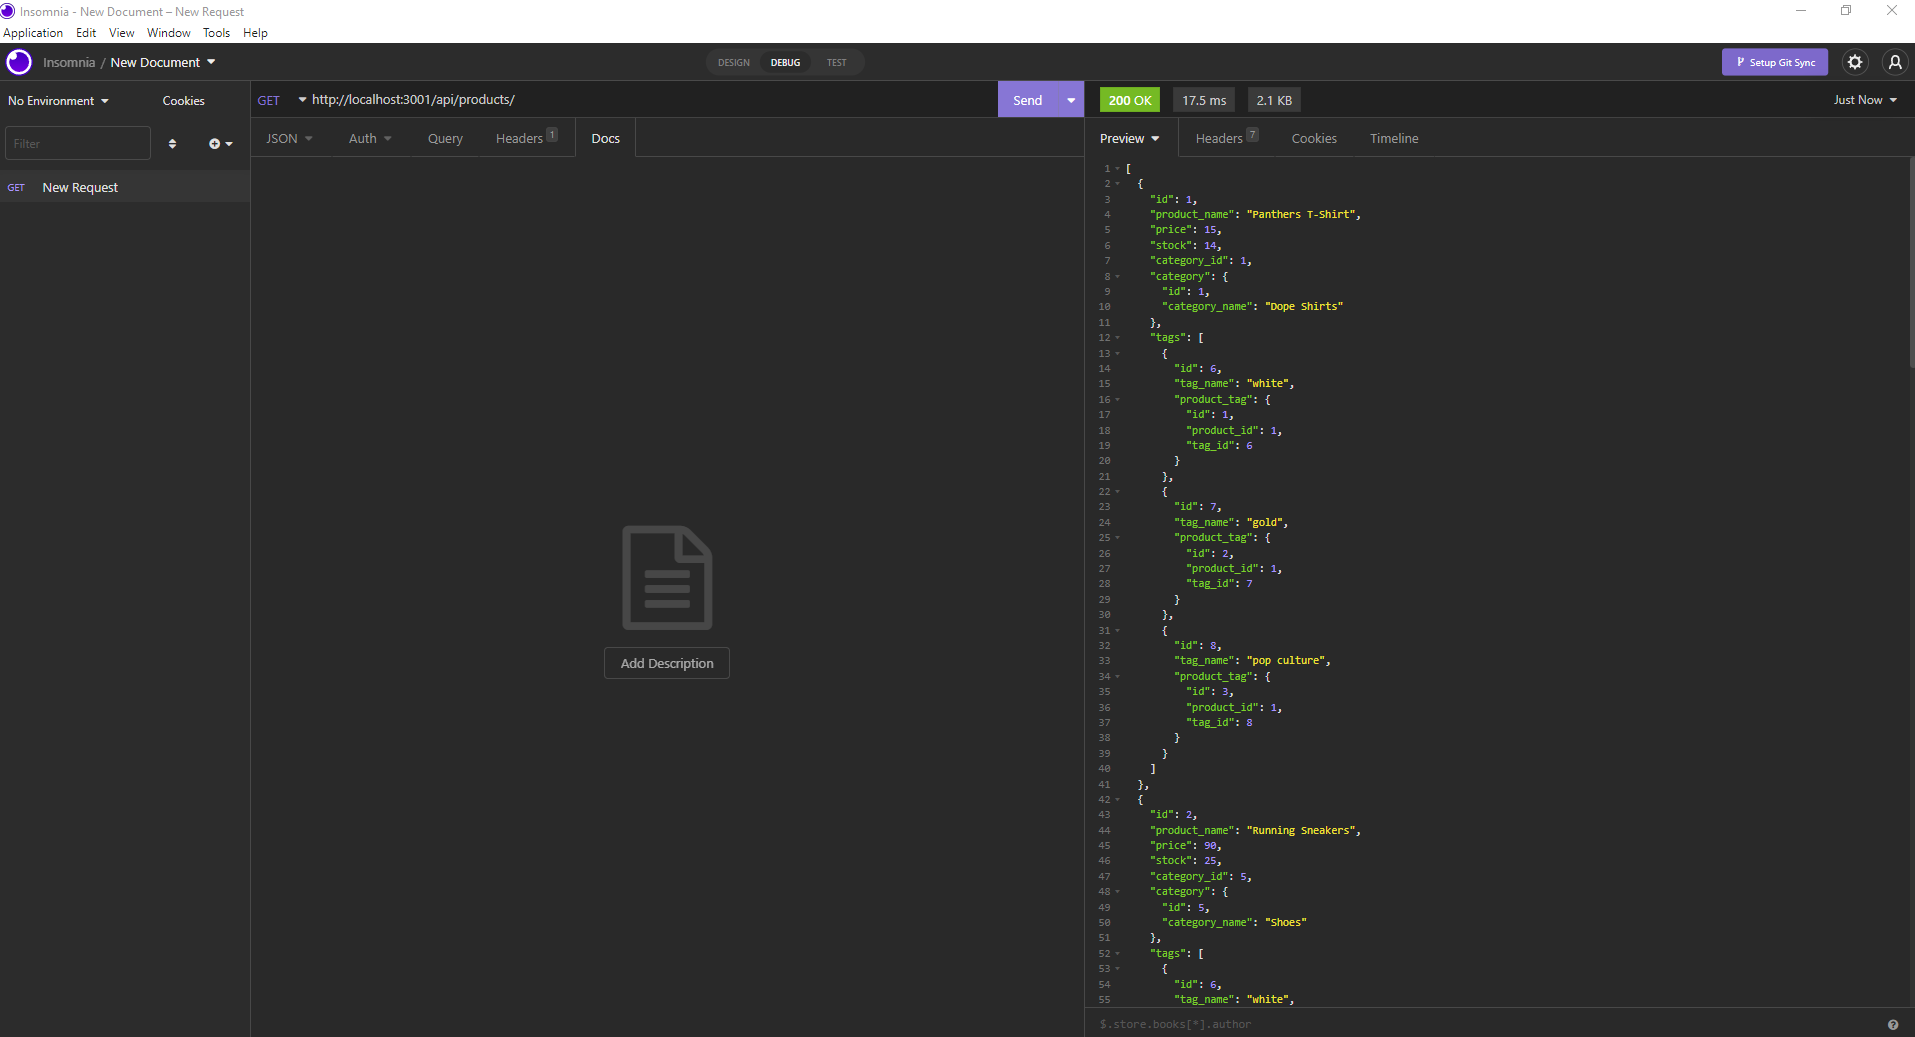 Insomnia - New Document – New Request
Application Edit View Window Tools Help
Insomnia / New Document
DESIGN DEBUG TEST
Setup Git Sync
No Environment Cookies
GET http://localhost:3001/api/products/ Send
200 OK 17.5 ms 2.1 KB Just Now
Filter
JSON Auth Query Headers 1 Docs
Preview Headers 7 Cookies Timeline
GET New Request
Add Description
1 [
2 {
3 "id": 1,
4 "product_name": "Panthers T-Shirt",
5 "price": 15,
6 "stock": 14,
7 "category_id": 1,
8 "category": {
9 "id": 1,
10 "category_name": "Dope Shirts"
11 },
12 "tags": [
13 {
14 "id": 6,
15 "tag_name": "white",
16 "product_tag": {
17 "id": 1,
18 "product_id": 1,
19 "tag_id": 6
20 }
21 },
22 {
23 "id": 7,
24 "tag_name": "gold",
25 "product_tag": {
26 "id": 2,
27 "product_id": 1,
28 "tag_id": 7
29 }
30 },
31 {
32 "id": 8,
33 "tag_name": "pop culture",
34 "product_tag": {
35 "id": 3,
36 "product_id": 1,
37 "tag_id": 8
38 }
39 }
40 ]
41 },
42 {
43 "id": 2,
44 "product_name": "Running Sneakers",
45 "price": 90,
46 "stock": 25,
47 "category_id": 5,
48 "category": {
49 "id": 5,
50 "category_name": "Shoes"
51 },
52 "tags": [
53 {
54 "id": 6,
55 "tag_name": "white",
$.store.books[*].author